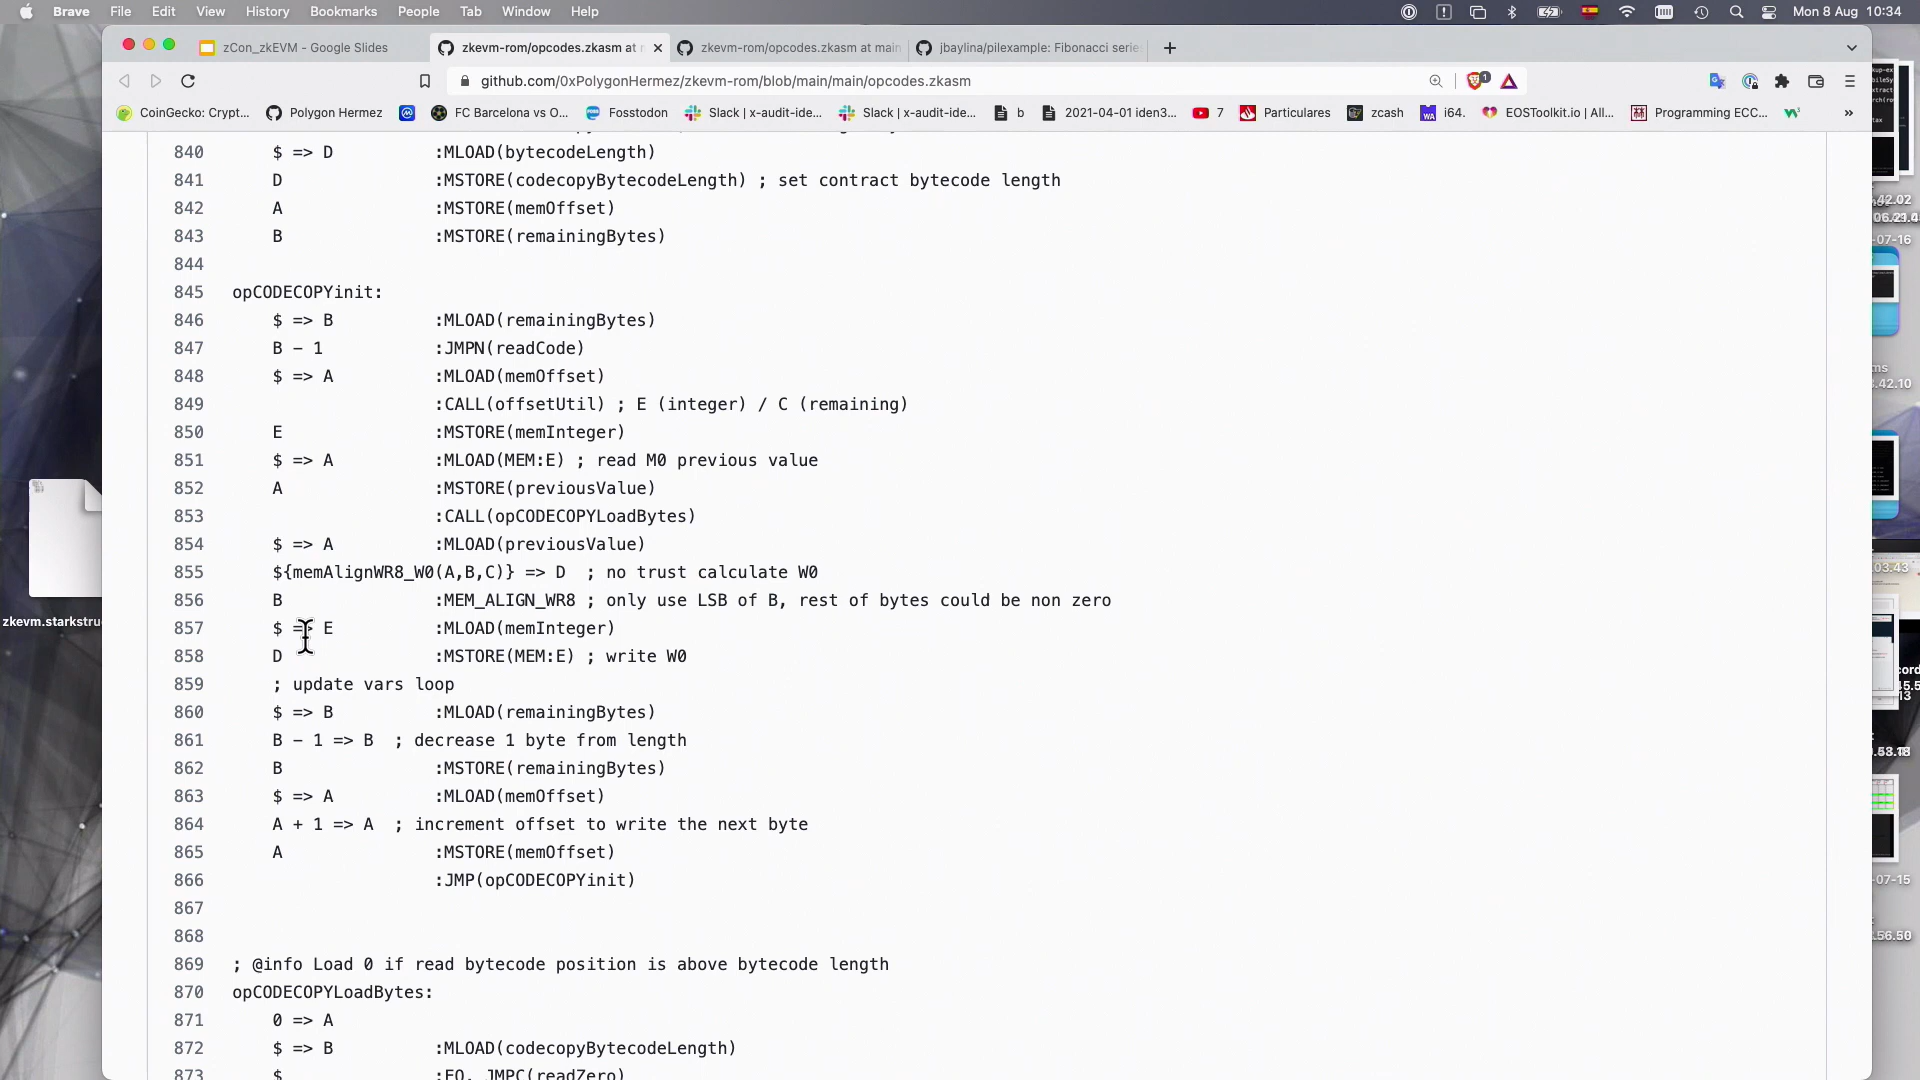 Brave File Edit View History Bookmarks People Tab Window Help Mon 8 Aug 10:34
zCon_zkEVM - Google Slides
zkevm-rom/opcodes.zkasm at
zkevm-rom/opcodes.zkasm at main
jbaylina/pilexample: Fibonacci serie
github.com/0xPolygonHermez/zkevm-rom/blob/main/main/opcodes.zkasm
CoinGecko: Crypt... Polygon Hermez FC Barcelona vs O... Fosstodon Slack | x-audit-ide... Slack | x-audit-ide... b 2021-04-01 iden3... 7 Particulares zcash i64. EOSToolkit.io | All... Programming ECC... »
840 $ => D :MLOAD(bytecodeLength)
841 D :MSTORE(codecopyBytecodeLength) ; set contract bytecode length
842 A :MSTORE(memOffset)
843 B :MSTORE(remainingBytes)
844
845 opCODECOPYinit:
846 $ => B :MLOAD(remainingBytes)
847 B - 1 :JMPN(readCode)
848 $ => A :MLOAD(memOffset)
849 :CALL(offsetUtil) ; E (integer) / C (remaining)
850 E :MSTORE(memInteger)
851 $ => A :MLOAD(MEM:E) ; read M0 previous value
852 A :MSTORE(previousValue)
853 :CALL(opCODECOPYLoadBytes)
854 $ => A :MLOAD(previousValue)
855 ${memAlignWR8_W0(A,B,C)} => D ; no trust calculate W0
856 B :MEM_ALIGN_WR8 ; only use LSB of B, rest of bytes could be non zero
857 $ => E :MLOAD(memInteger)
858 D :MSTORE(MEM:E) ; write W0
859 ; update vars loop
860 $ => B :MLOAD(remainingBytes)
861 B - 1 => B ; decrease 1 byte from length
862 B :MSTORE(remainingBytes)
863 $ => A :MLOAD(memOffset)
864 A + 1 => A ; increment offset to write the next byte
865 A :MSTORE(memOffset)
866 :JMP(opCODECOPYinit)
867
868
869 ; @info Load 0 if read bytecode position is above bytecode length
870 opCODECOPYLoadBytes:
871 0 => A
872 $ => B :MLOAD(codecopyBytecodeLength)
873 $ :EQ, JMPC(readZero)
zkevm.starkstru